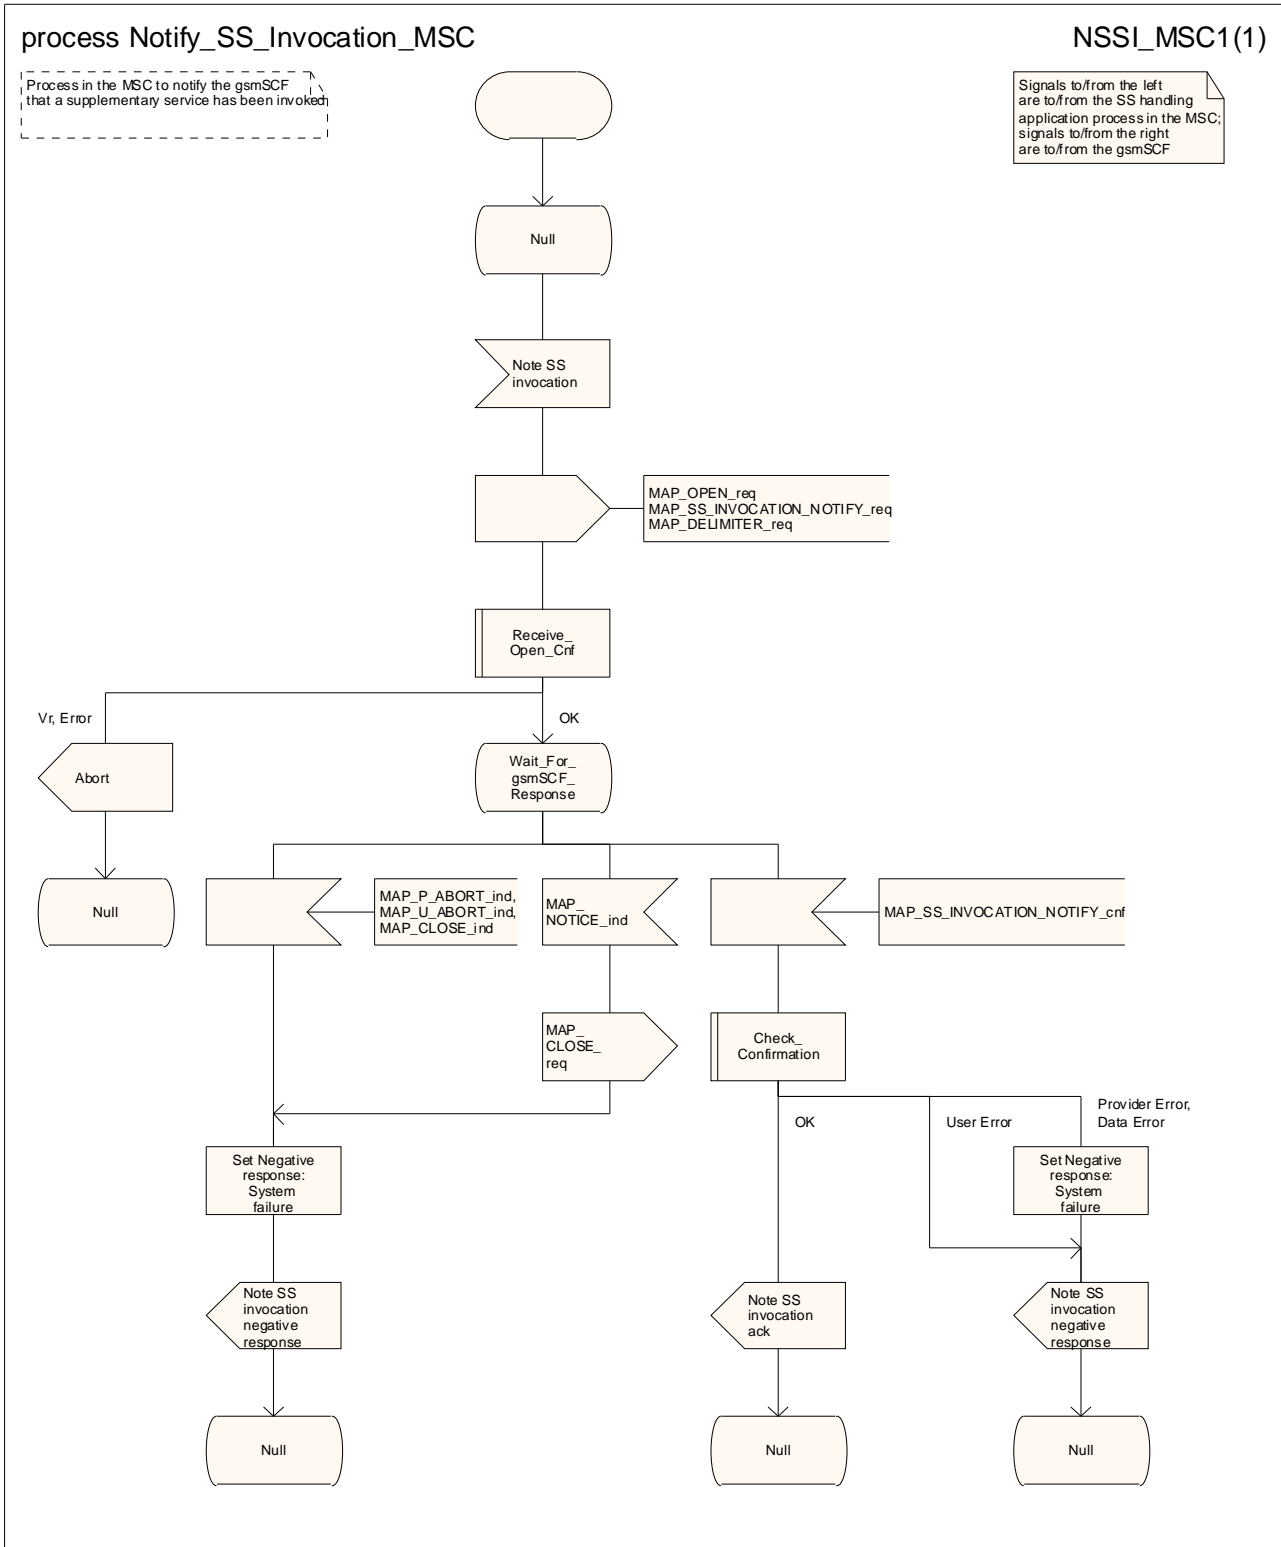 process Notify_SS_Invocation_MSC
NSSI_MSC1(1)
Process in the MSC to notify the gsmSCF
that a supplementary service has been invoked
Signals to/from the left
are to/from the SS handling
application process in the MSC;
signals to/from the right
are to/from the gsmSCF
Null
Note SS
invocation
MAP_OPEN_req
MAP_SS_INVOCATION_NOTIFY_req
MAP_DELIMITER_req
Receive_
Open_Cnf
Vr, Error
OK
Abort
Wait_For_
gsmSCF_
Response
Null
MAP_P_ABORT_ind,
MAP_U_ABORT_ind,
MAP_CLOSE_ind
MAP_
NOTICE_ind
MAP_SS_INVOCATION_NOTIFY_cnf
MAP_
CLOSE_
req
Check_
Confirmation
OK
User Error
Provider Error,
Data Error
Set Negative
response:
System
failure
Set Negative
response:
System
failure
Note SS
invocation
negative
response
Note SS
invocation
ack
Note SS
invocation
negative
response
Null
Null
Null